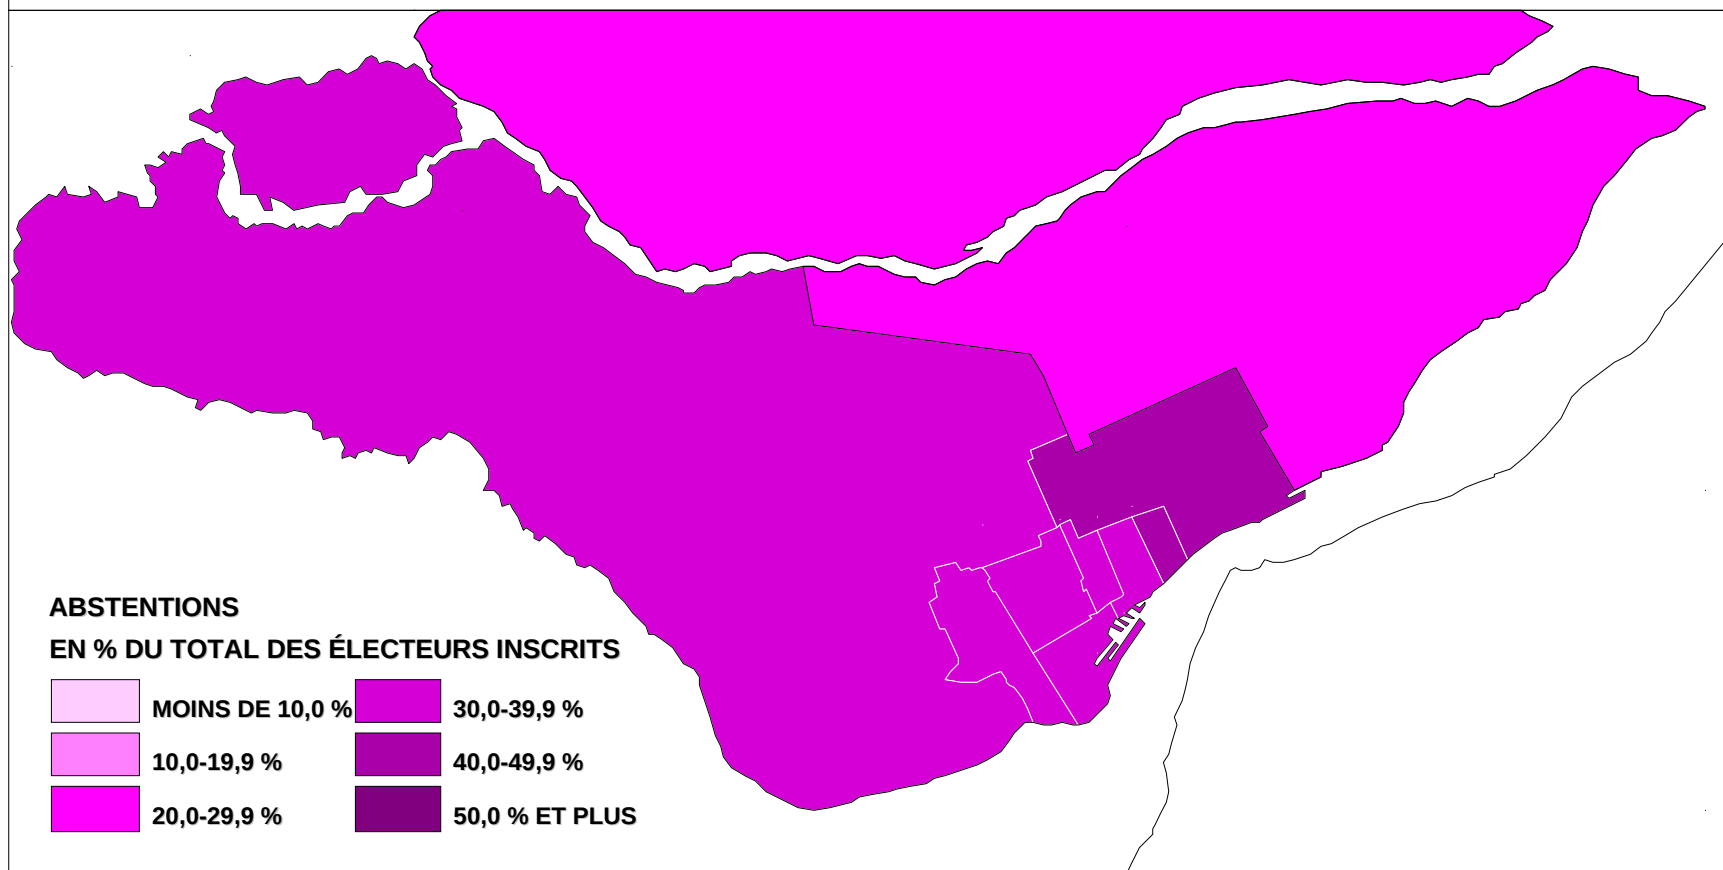 ABSTENTIONS
EN % DU TOTAL DES ÉLECTEURS INSCRITS
MOINS DE 10,0 %
10,0-19,9 %
20,0-29,9 %
30,0-39,9 %
40,0-49,9 %
50,0 % ET PLUS